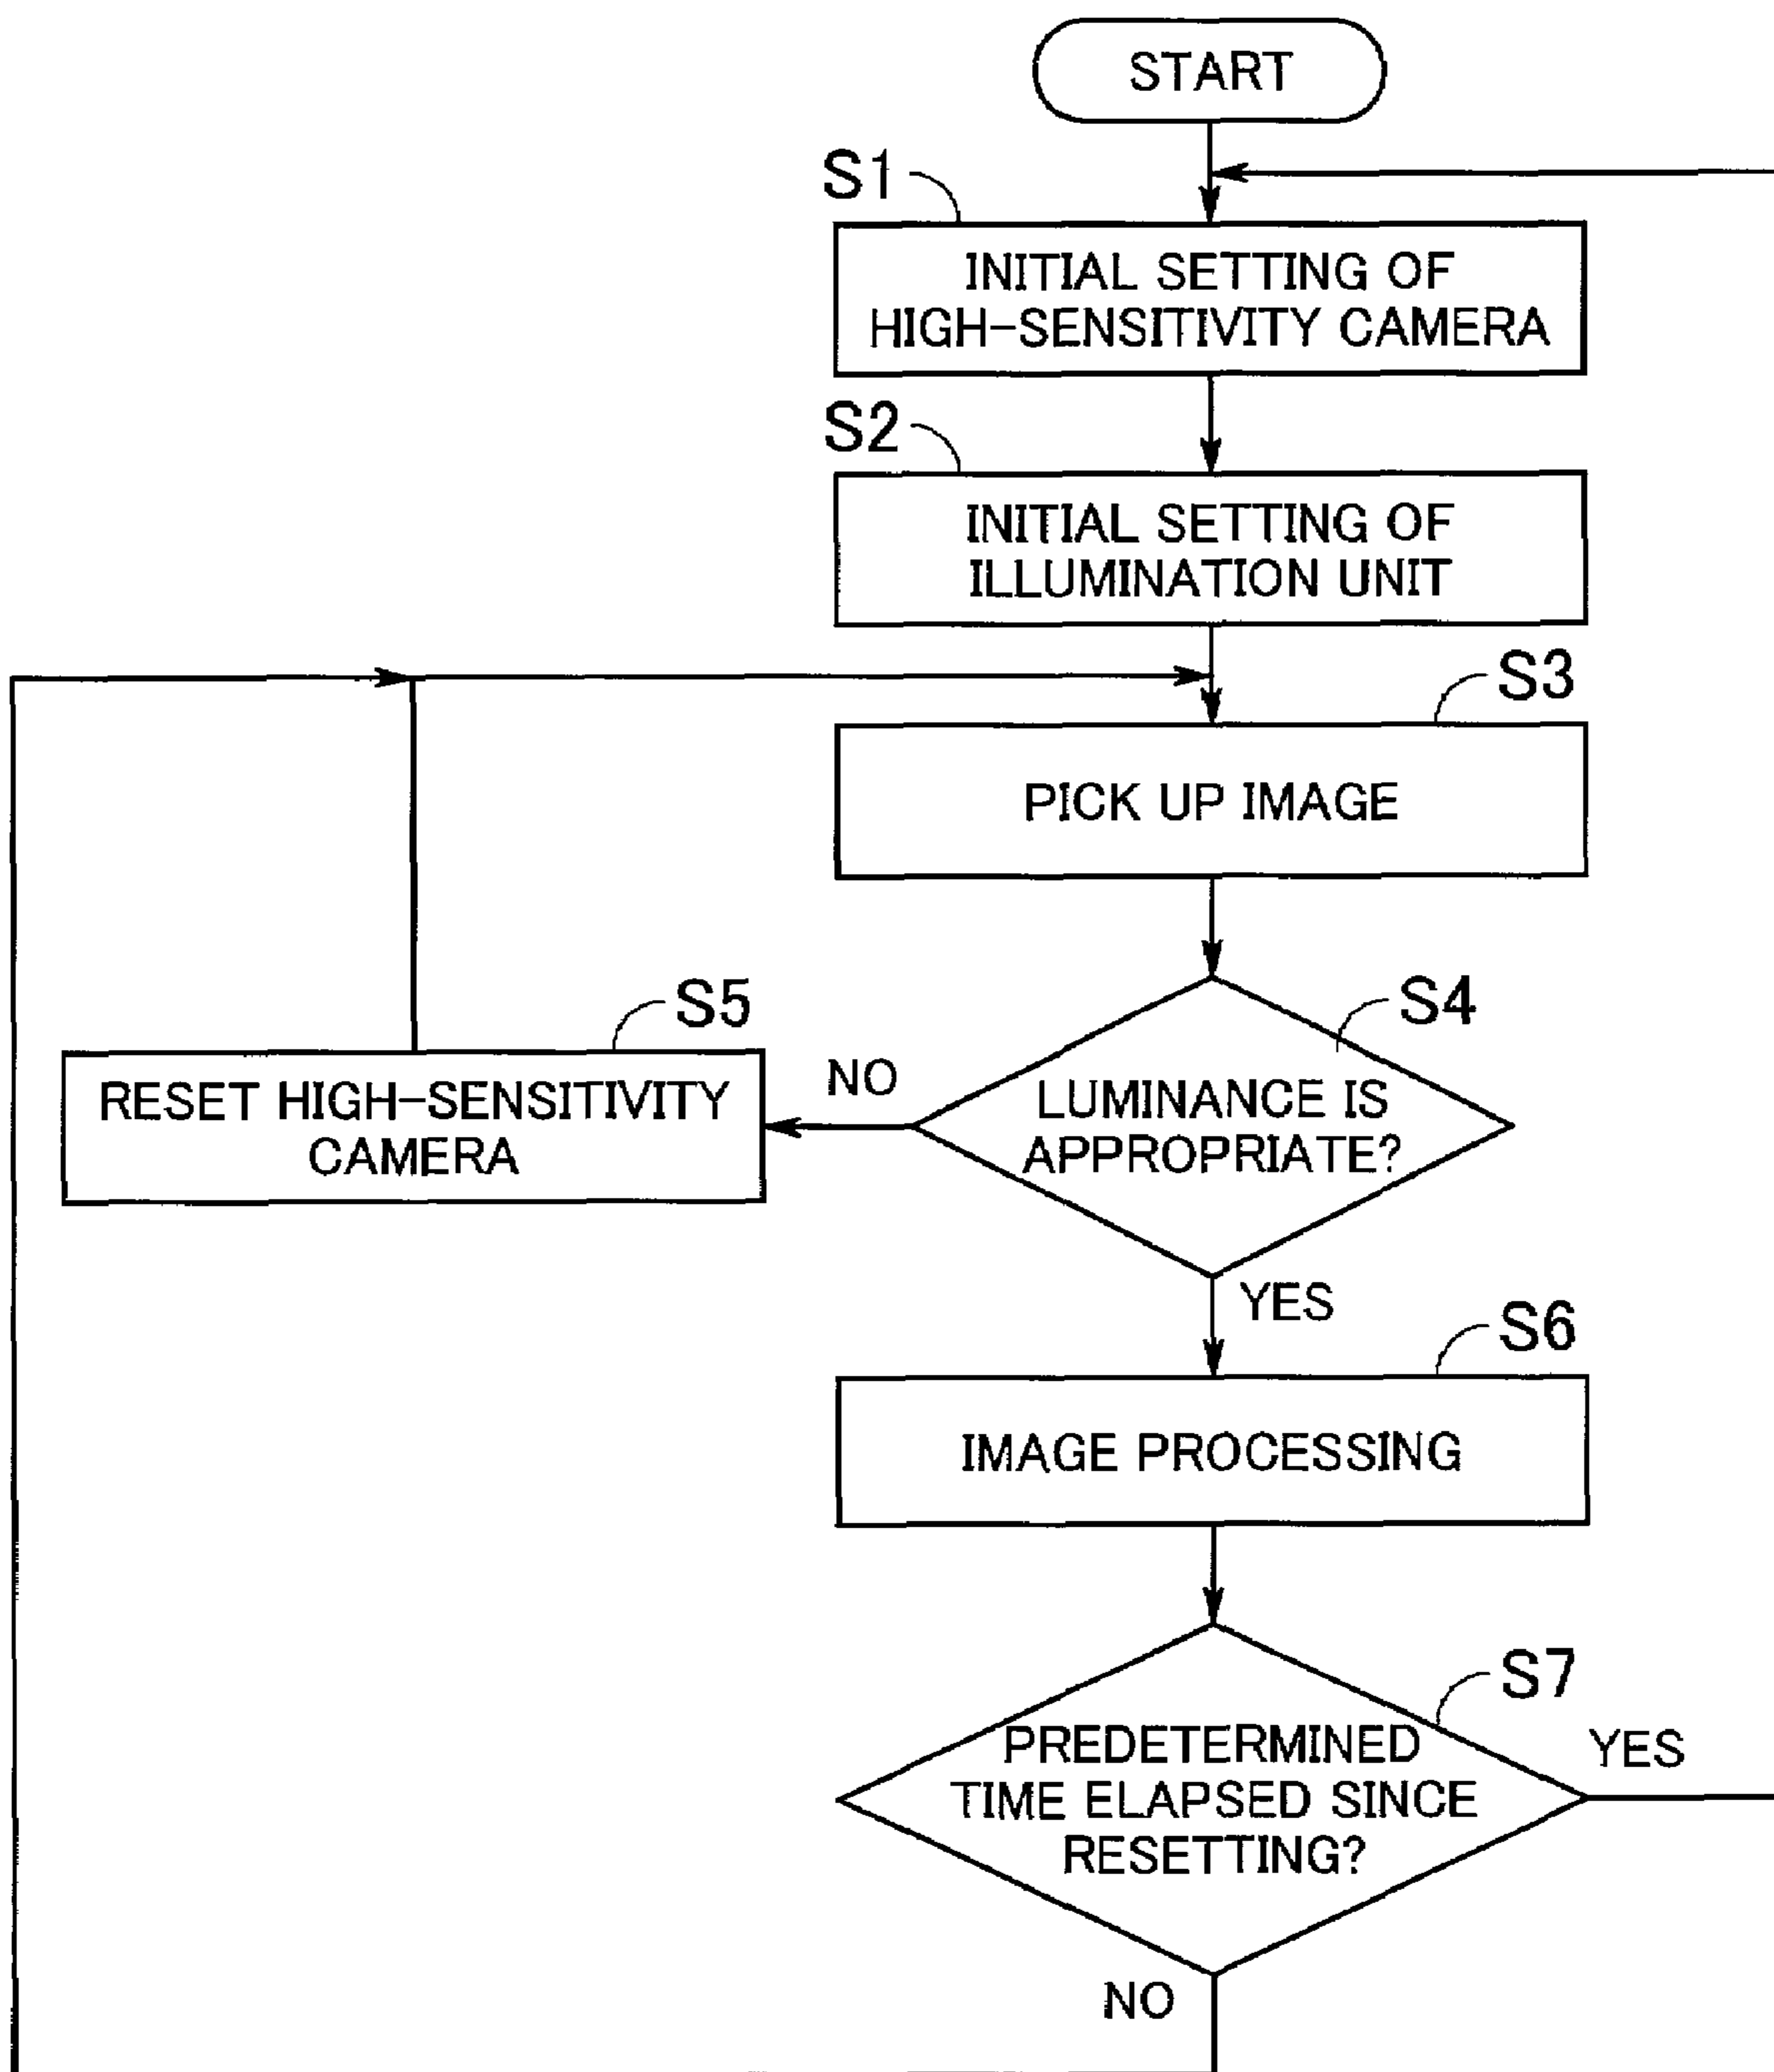 START
S1
INITIAL SETTING OF
HIGH-SENSITIVITY CAMERA
S2
INITIAL SETTING OF
ILLUMINATION UNIT
S3
PICK UP IMAGE
S4
LUMINANCE IS
APPROPRIATE?
NO
S5
RESET HIGH-SENSITIVITY
CAMERA
YES
S6
IMAGE PROCESSING
S7
PREDETERMINED
TIME ELAPSED SINCE
RESETTING?
YES
NO